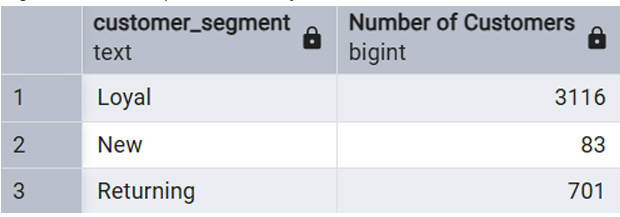 customer_segment
text
Number of Customers
bigint
1 Loyal 3116
2 New 83
3 Returning 701